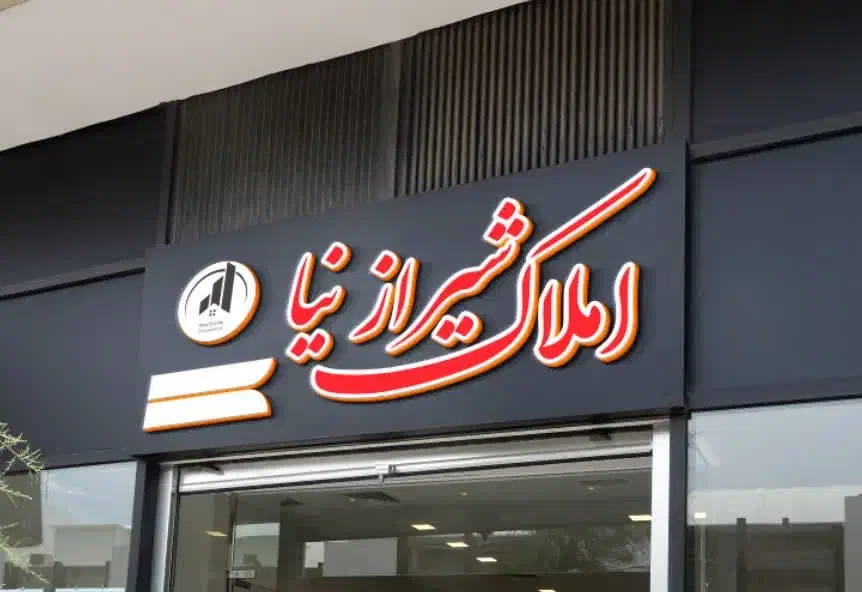 املاک شیراز نیا